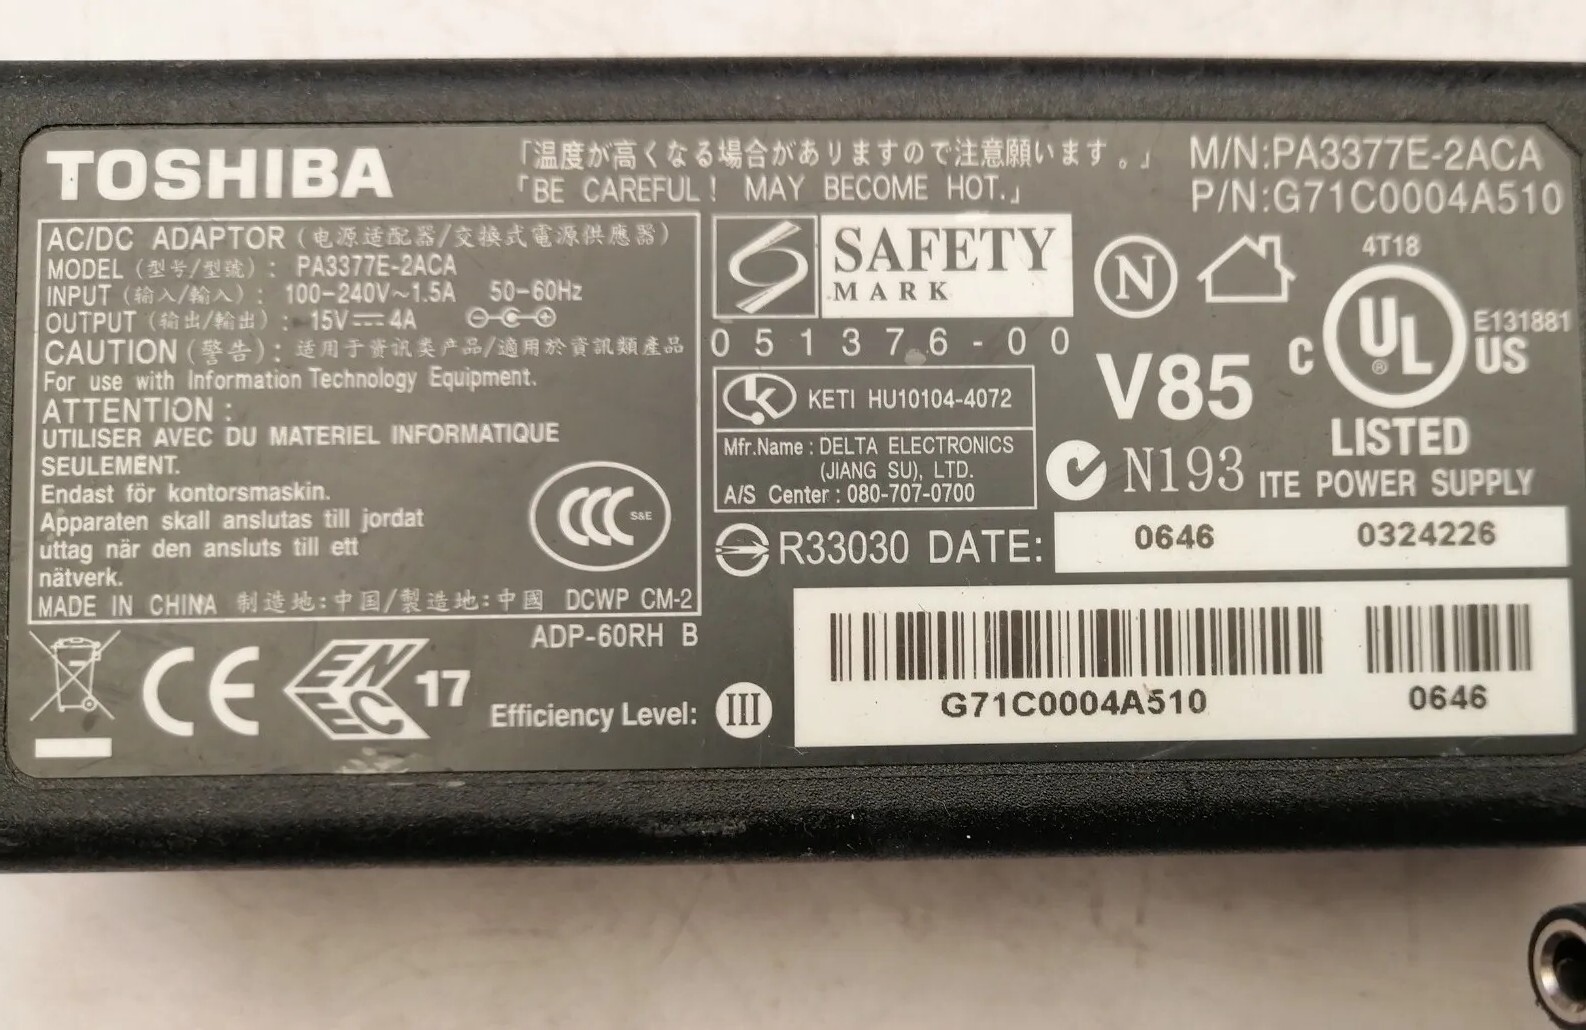 TOSHIBA
「温度が高くなる場合がありますので注意願います。」
「BE CAREFUL! MAY BECOME HOT.」
M/N:PA3377E-2ACA
P/N:G71C0004A510
AC/DC ADAPTOR (电源适配器/交換式電源供應器)
MODEL (型号/型號) : PA3377E-2ACA
INPUT (输入/輸入) : 100-240V~1.5A 50-60Hz
OUTPUT (输出/輸出) : 15V⎓4A
CAUTION (警告) : 适用于资讯类产品/適用於資訊類產品
For use with Information Technology Equipment.
ATTENTION :
UTILISER AVEC DU MATERIEL INFORMATIQUE
SEULEMENT.
Endast för kontorsmaskin.
Apparaten skall anslutas till jordat
uttag när den ansluts till ett
nätverk.
MADE IN CHINA 制造地:中国/製造地:中國 DCWP CM-2
CCC S&E
ADP-60RH B
CE
ENEC 17
Efficiency Level: III
SAFETY
MARK
051376-00
KETI HU10104-4072
Mfr.Name : DELTA ELECTRONICS
(JIANG SU), LTD.
A/S Center : 080-707-0700
R33030 DATE:
0646 0324226
N
V85
N193
4T18
C UL ® US
E131881
LISTED
ITE POWER SUPPLY
G71C0004A510
0646